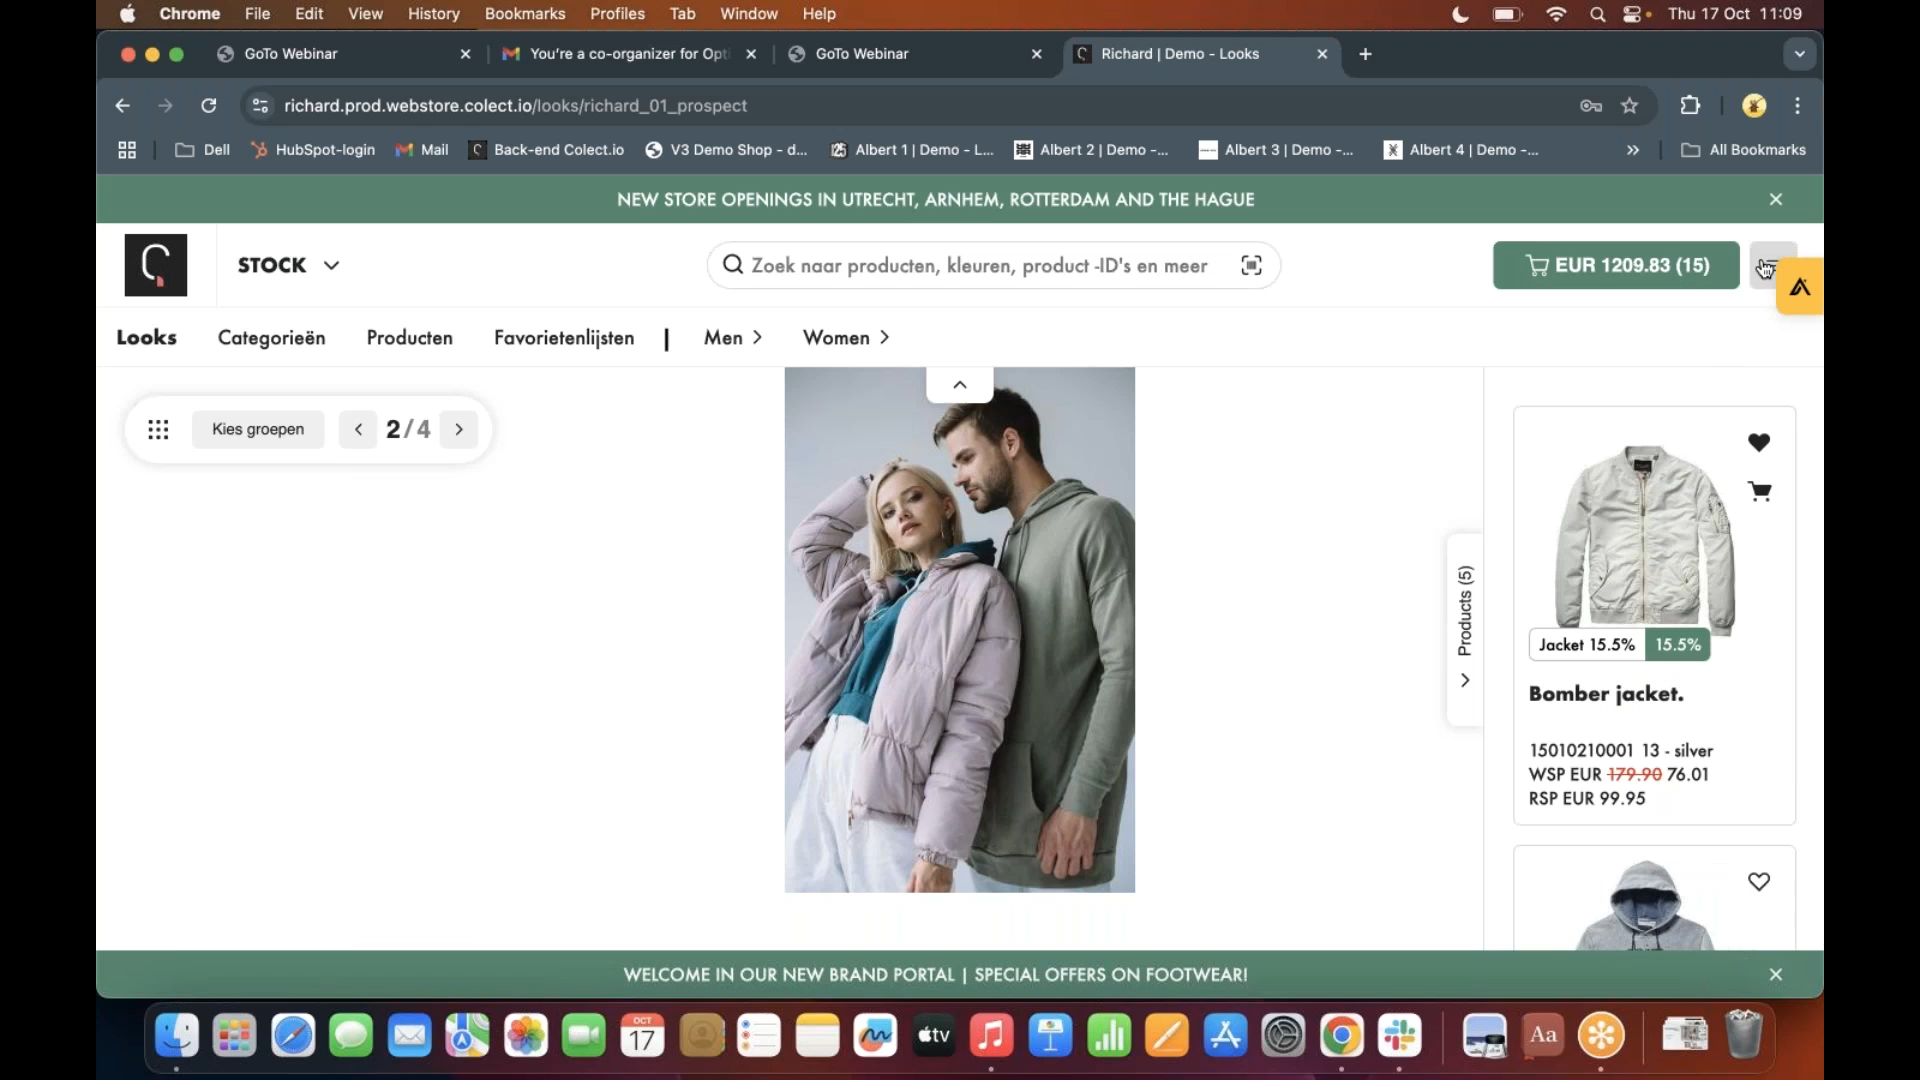 Chrome File Edit View History Bookmarks Profiles Tab Window Help Thu 17 Oct 11:09
GoTo Webinar You're a co-organizer for Opti GoTo Webinar Richard | Demo - Looks
richard.prod.webstore.colect.io/looks/richard_01_prospect
Dell HubSpot-login Mail Back-end Colect.io V3 Demo Shop - d... Albert 1 | Demo - L... Albert 2 | Demo -... Albert 3 | Demo -... Albert 4 | Demo -... All Bookmarks
NEW STORE OPENINGS IN UTRECHT, ARNHEM, ROTTERDAM AND THE HAGUE
STOCK
Zoek naar producten, kleuren, product -ID's en meer
EUR 1209.83 (15)
Looks Categorieën Producten Favorietenlijsten | Men Women
Kies groepen 2/4
Products (5)
Jacket 15.5% 15.5%
Bomber jacket.
15010210001 13 - silver
WSP EUR 179.90 76.01
RSP EUR 99.95
WELCOME IN OUR NEW BRAND PORTAL | SPECIAL OFFERS ON FOOTWEAR!
OCT
17
tv
Aa